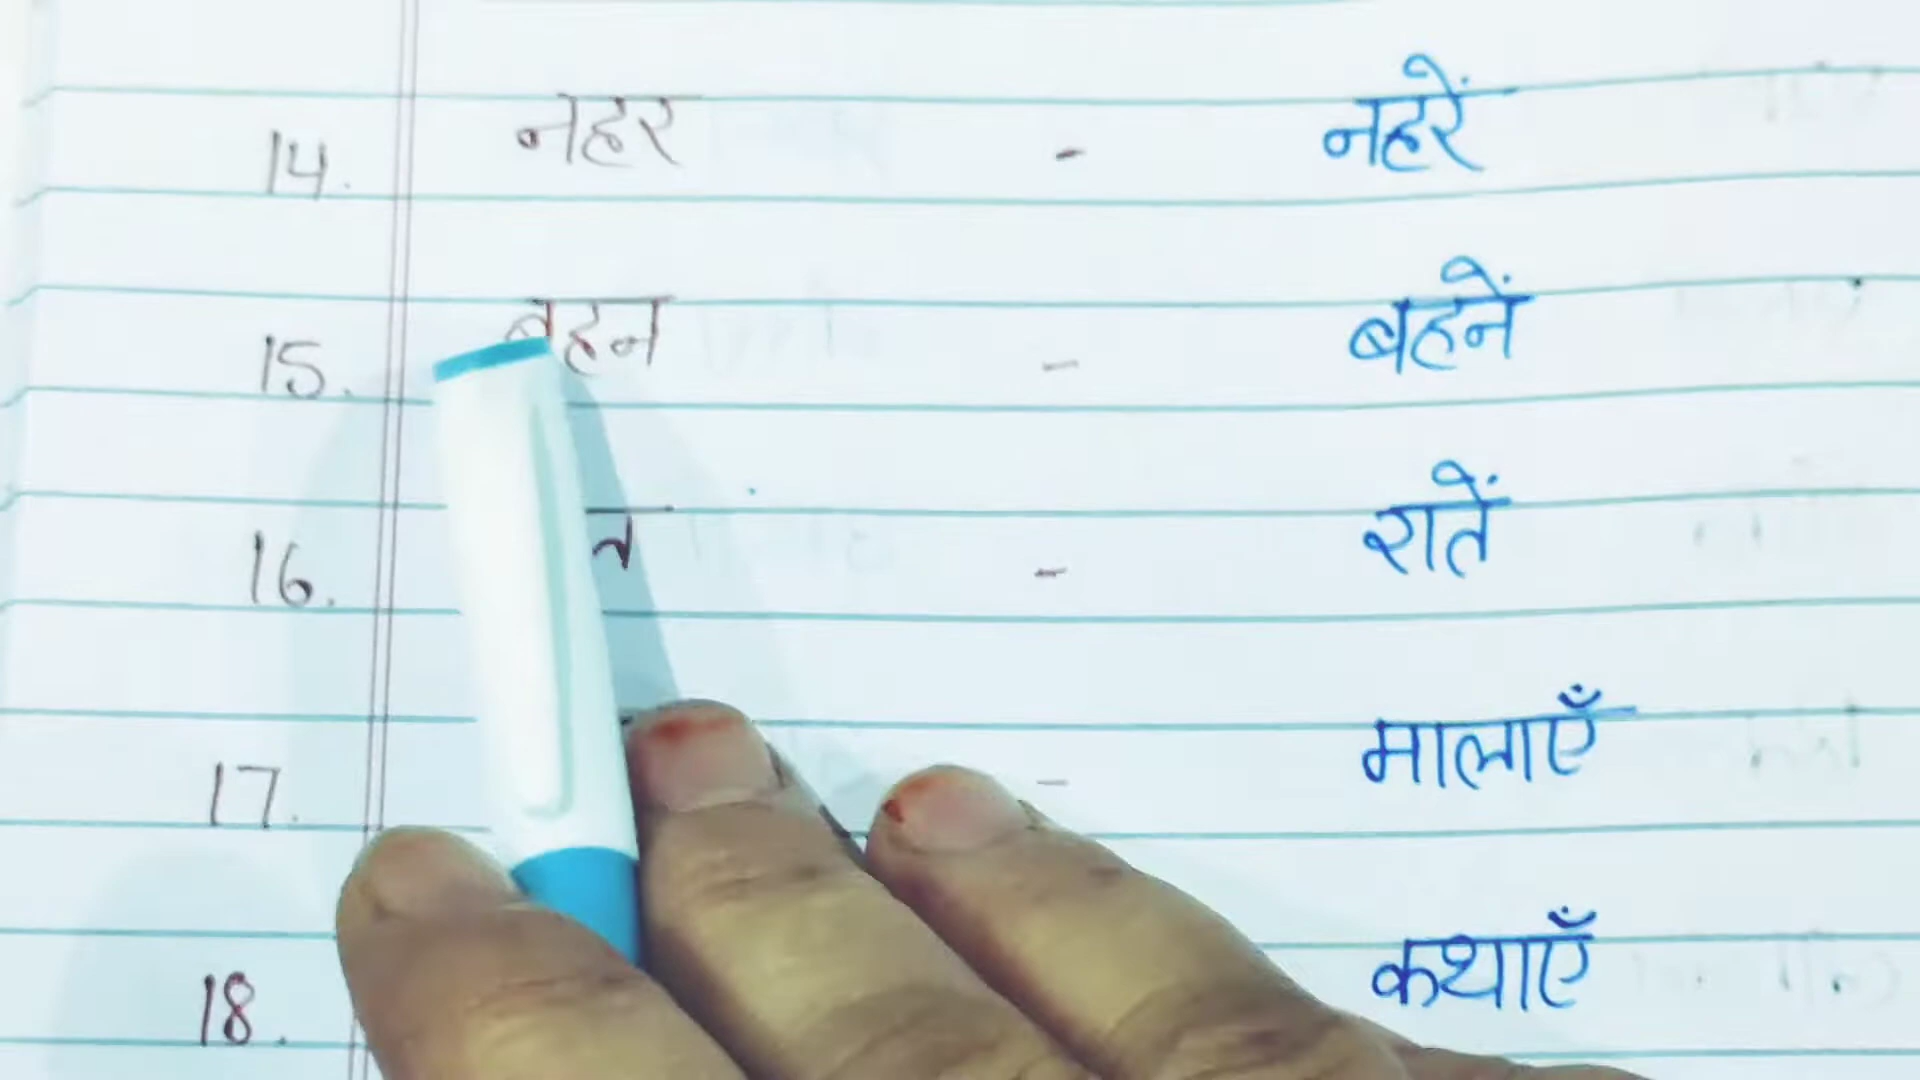 14. नहर - नहरें
15. बहन - बहनें
16. - रातें
17. - मालाएँ
18. कथाएँ